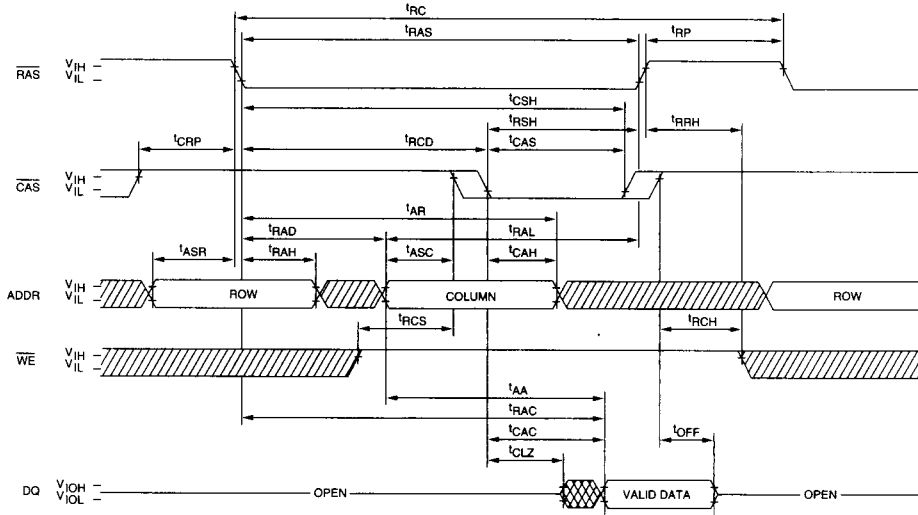 tRC
tRAS
tRP
RAS VIH VIL
tCSH
tRSH
tRRH
tCRP
tRCD
tCAS
CAS VIH VIL
tAR
tRAD
tRAL
tASR
tRAH
tASC
tCAH
ADDR VIH VIL
ROW
COLUMN
ROW
tRCS
tRCH
WE VIH VIL
tAA
tRAC
tCAC
tOFF
tCLZ
DQ VIOH VIOL
OPEN
VALID DATA
OPEN